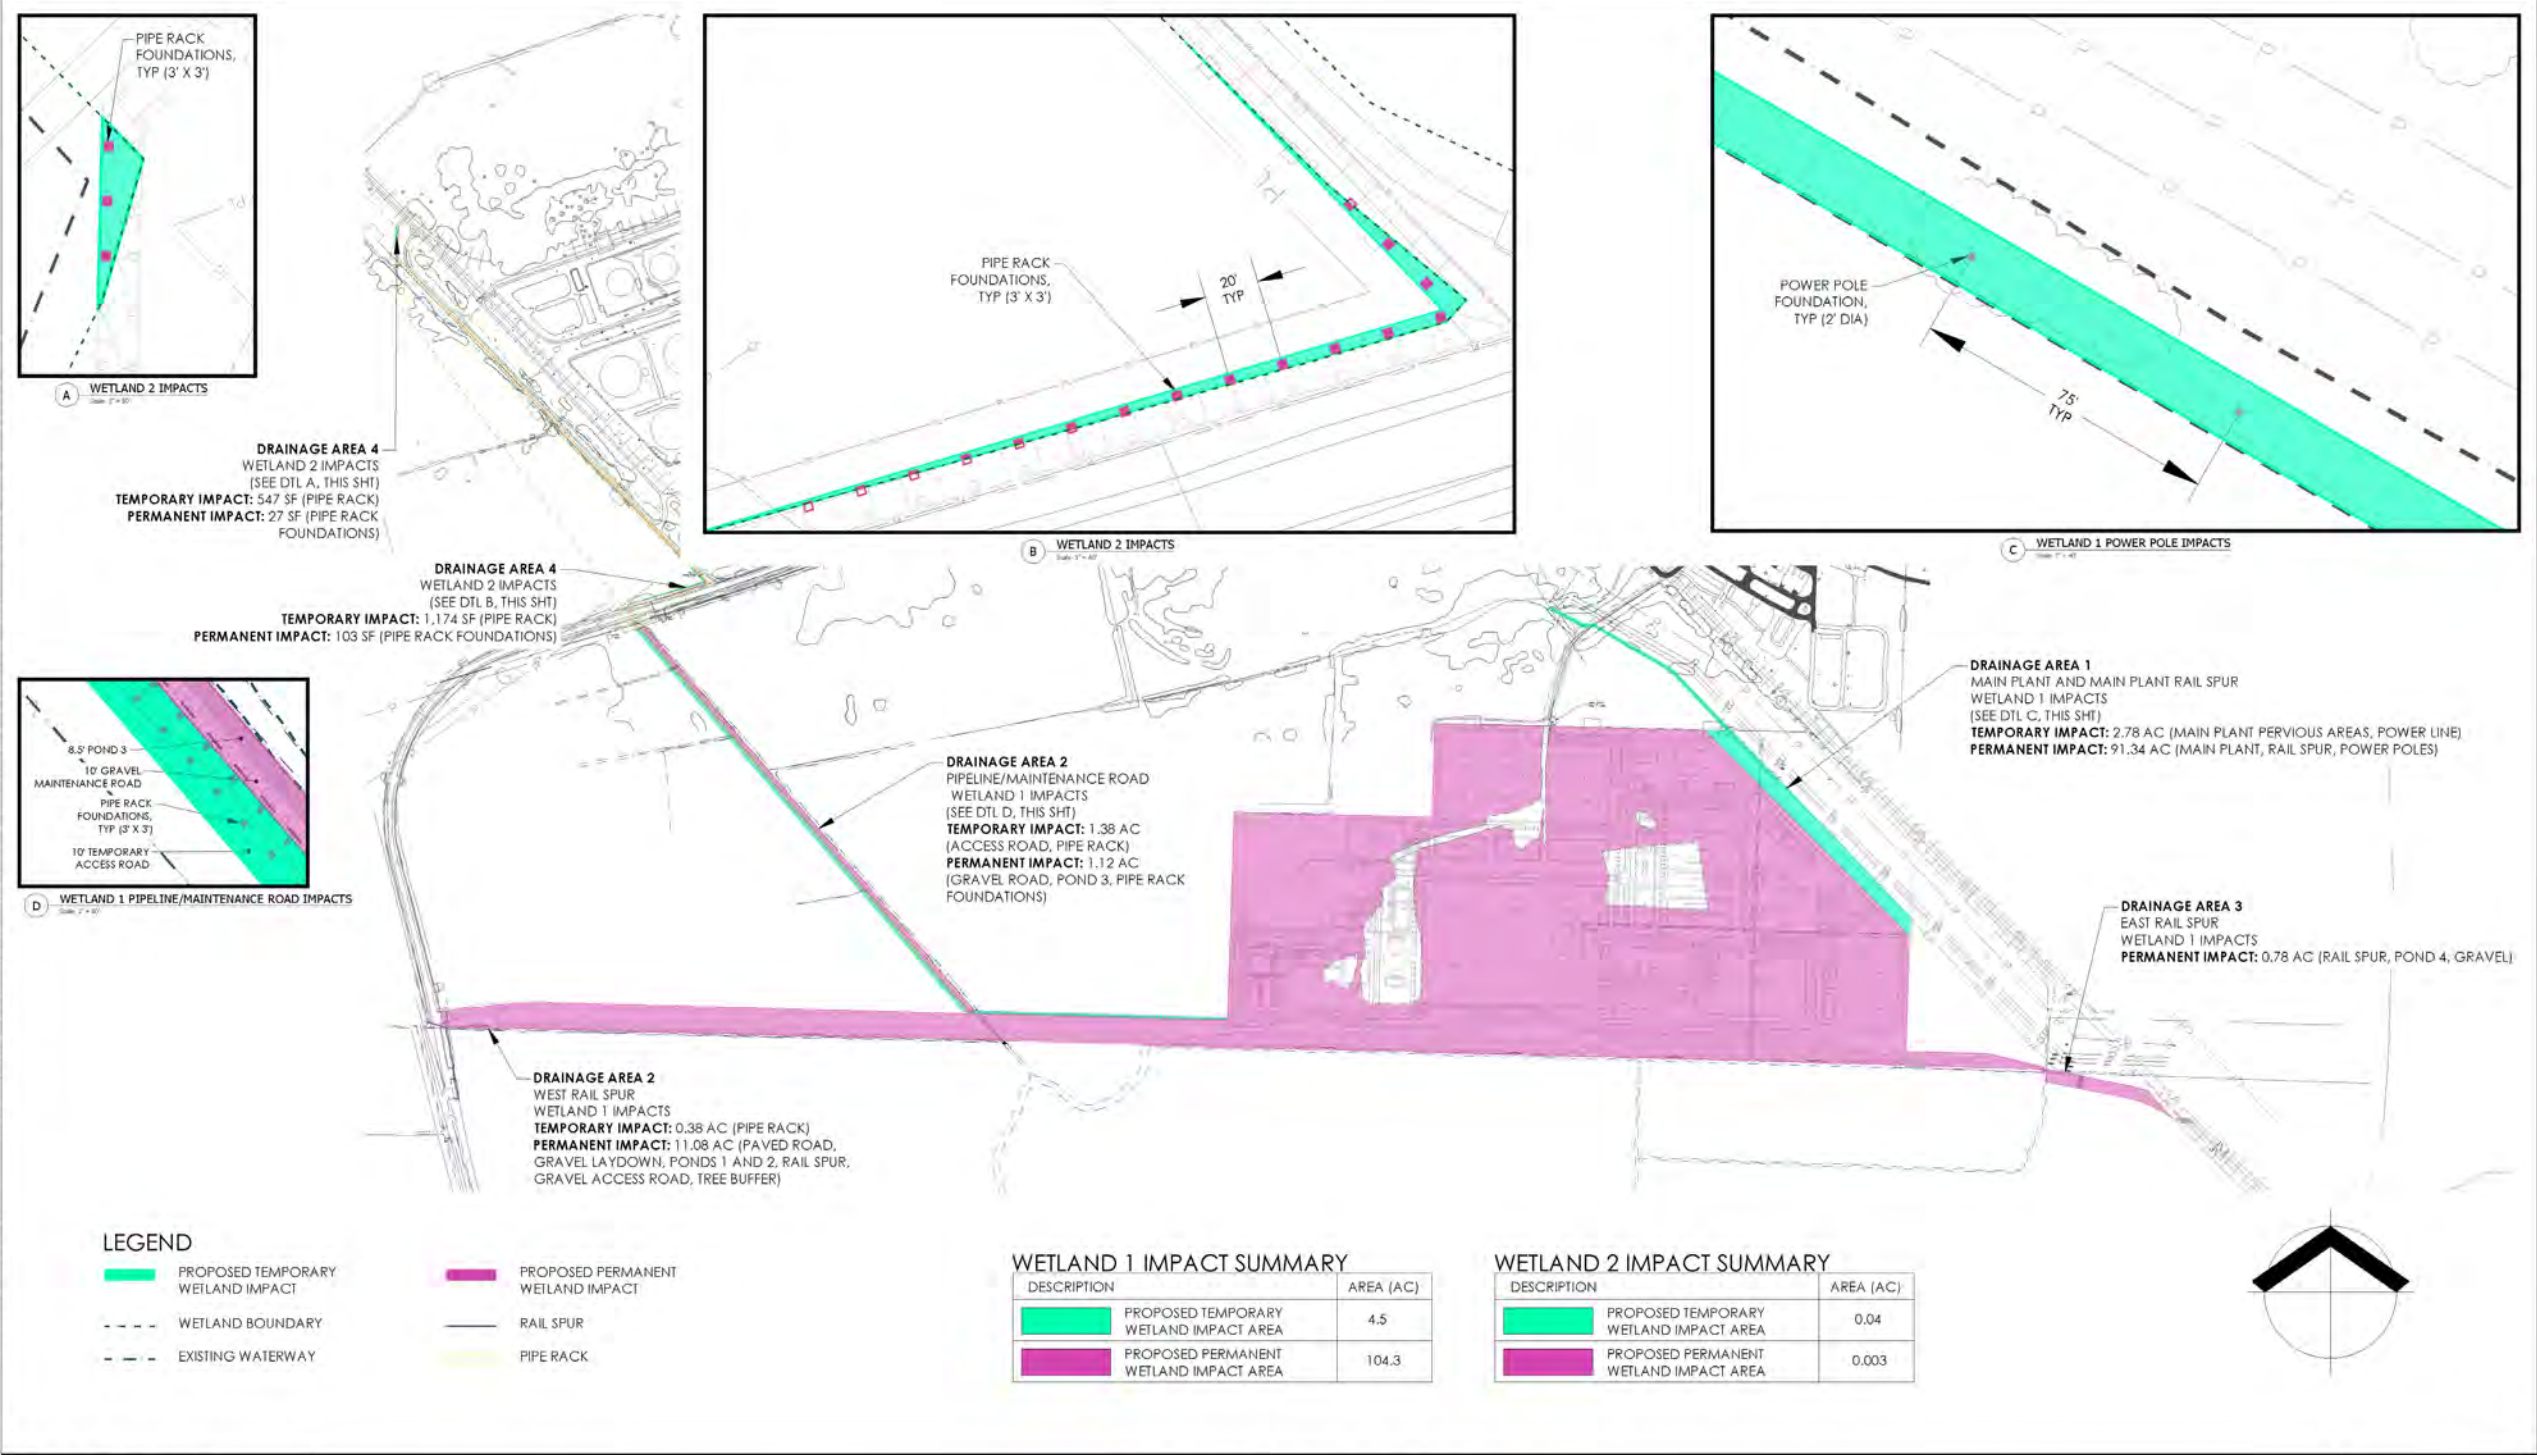 PIPE RACK
FOUNDATIONS,
TYP (3' X 3')
A
WETLAND 2 IMPACTS
DRAINAGE AREA 4
WETLAND 2 IMPACTS
(SEE DTL A, THIS SHT)
TEMPORARY IMPACT: 547 SF (PIPE RACK)
PERMANENT IMPACT: 27 SF (PIPE RACK
FOUNDATIONS)
PIPE RACK
FOUNDATIONS,
TYP (3' X 3')
20'
TYP
B
WETLAND 2 IMPACTS
POWER POLE
FOUNDATION,
TYP (2' DIA)
75'
TYP
C
WETLAND 1 POWER POLE IMPACTS
DRAINAGE AREA 4
WETLAND 2 IMPACTS
(SEE DTL B, THIS SHT)
TEMPORARY IMPACT: 1,174 SF (PIPE RACK)
PERMANENT IMPACT: 103 SF (PIPE RACK FOUNDATIONS)
8.5' POND 3
10' GRAVEL
MAINTENANCE ROAD
PIPE RACK
FOUNDATIONS,
TYP (3' X 3')
10' TEMPORARY
ACCESS ROAD
D
WETLAND 1 PIPELINE/MAINTENANCE ROAD IMPACTS
DRAINAGE AREA 2
PIPELINE/MAINTENANCE ROAD
WETLAND 1 IMPACTS
(SEE DTL D, THIS SHT)
TEMPORARY IMPACT: 1.38 AC
(ACCESS ROAD, PIPE RACK)
PERMANENT IMPACT: 1.12 AC
(GRAVEL ROAD, POND 3, PIPE RACK
FOUNDATIONS)
DRAINAGE AREA 1
MAIN PLANT AND MAIN PLANT RAIL SPUR
WETLAND 1 IMPACTS
(SEE DTL C, THIS SHT)
TEMPORARY IMPACT: 2.78 AC (MAIN PLANT PERVIOUS AREAS, POWER LINE)
PERMANENT IMPACT: 91.34 AC (MAIN PLANT, RAIL SPUR, POWER POLES)
DRAINAGE AREA 3
EAST RAIL SPUR
WETLAND 1 IMPACTS
PERMANENT IMPACT: 0.78 AC (RAIL SPUR, POND 4, GRAVEL)
DRAINAGE AREA 2
WEST RAIL SPUR
WETLAND 1 IMPACTS
TEMPORARY IMPACT: 0.38 AC (PIPE RACK)
PERMANENT IMPACT: 11.08 AC (PAVED ROAD,
GRAVEL LAYDOWN, PONDS 1 AND 2, RAIL SPUR,
GRAVEL ACCESS ROAD, TREE BUFFER)
LEGEND
PROPOSED TEMPORARY
WETLAND IMPACT
WETLAND BOUNDARY
EXISTING WATERWAY
PROPOSED PERMANENT
WETLAND IMPACT
RAIL SPUR
PIPE RACK
WETLAND 1 IMPACT SUMMARY
DESCRIPTION AREA (AC)
PROPOSED TEMPORARY
WETLAND IMPACT AREA 4.5
PROPOSED PERMANENT
WETLAND IMPACT AREA 104.3
WETLAND 2 IMPACT SUMMARY
DESCRIPTION AREA (AC)
PROPOSED TEMPORARY
WETLAND IMPACT AREA 0.04
PROPOSED PERMANENT
WETLAND IMPACT AREA 0.003